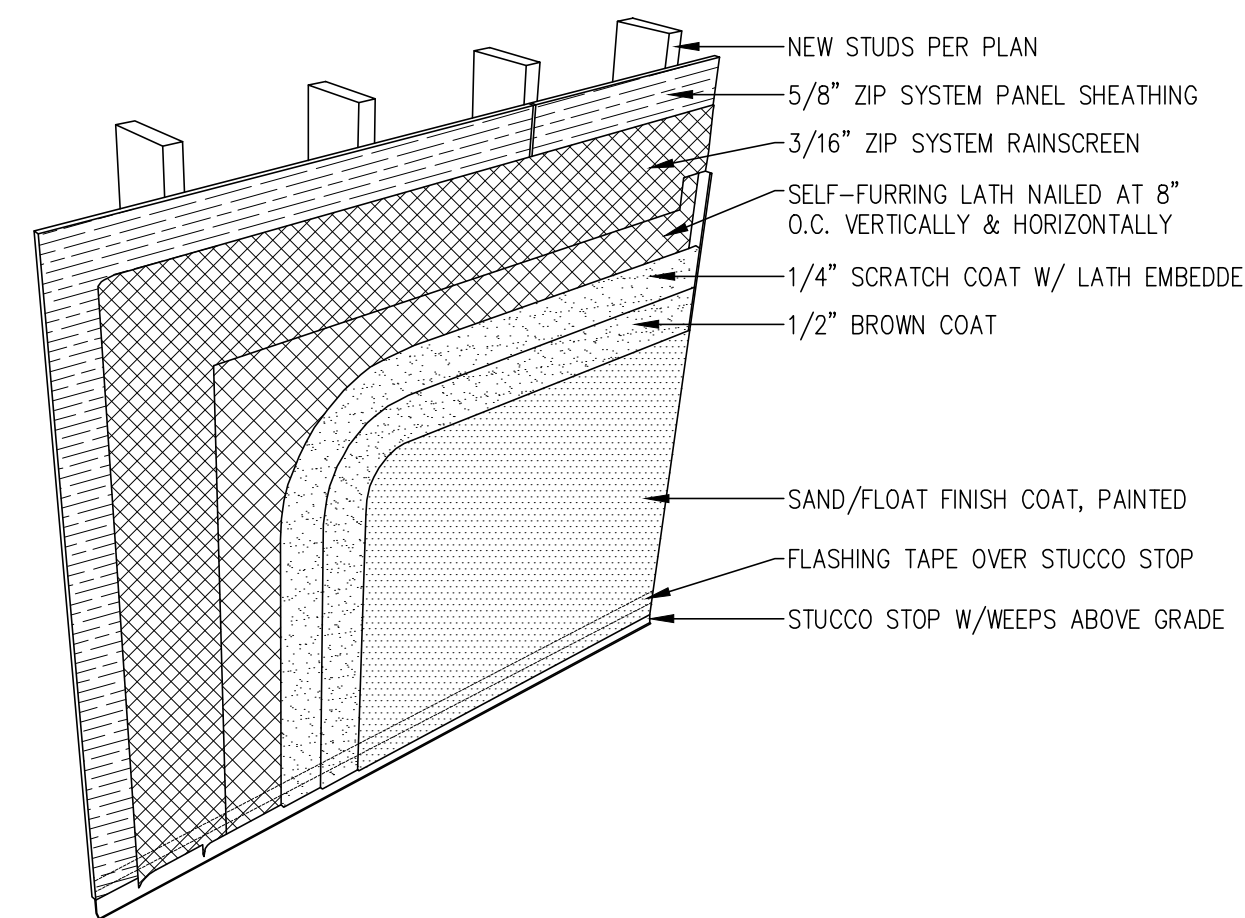 NEW STUDS PER PLAN
5/8" ZIP SYSTEM PANEL SHEATHING
3/16" ZIP SYSTEM RAINSCREEN
SELF-FURRING LATH NAILED AT 8"
O.C. VERTICALLY & HORIZONTALLY
1/4" SCRATCH COAT W/ LATH EMBEDDE
1/2" BROWN COAT
SAND/FLOAT FINISH COAT, PAINTED
FLASHING TAPE OVER STUCCO STOP
STUCCO STOP W/WEEPS ABOVE GRADE